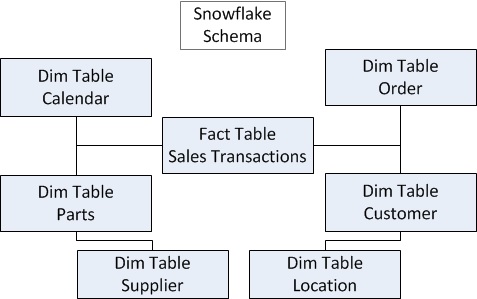 Snowflake
Schema
Dim Table
Calendar
Dim Table
Order
Fact Table
Sales Transactions
Dim Table
Parts
Dim Table
Customer
Dim Table
Supplier
Dim Table
Location